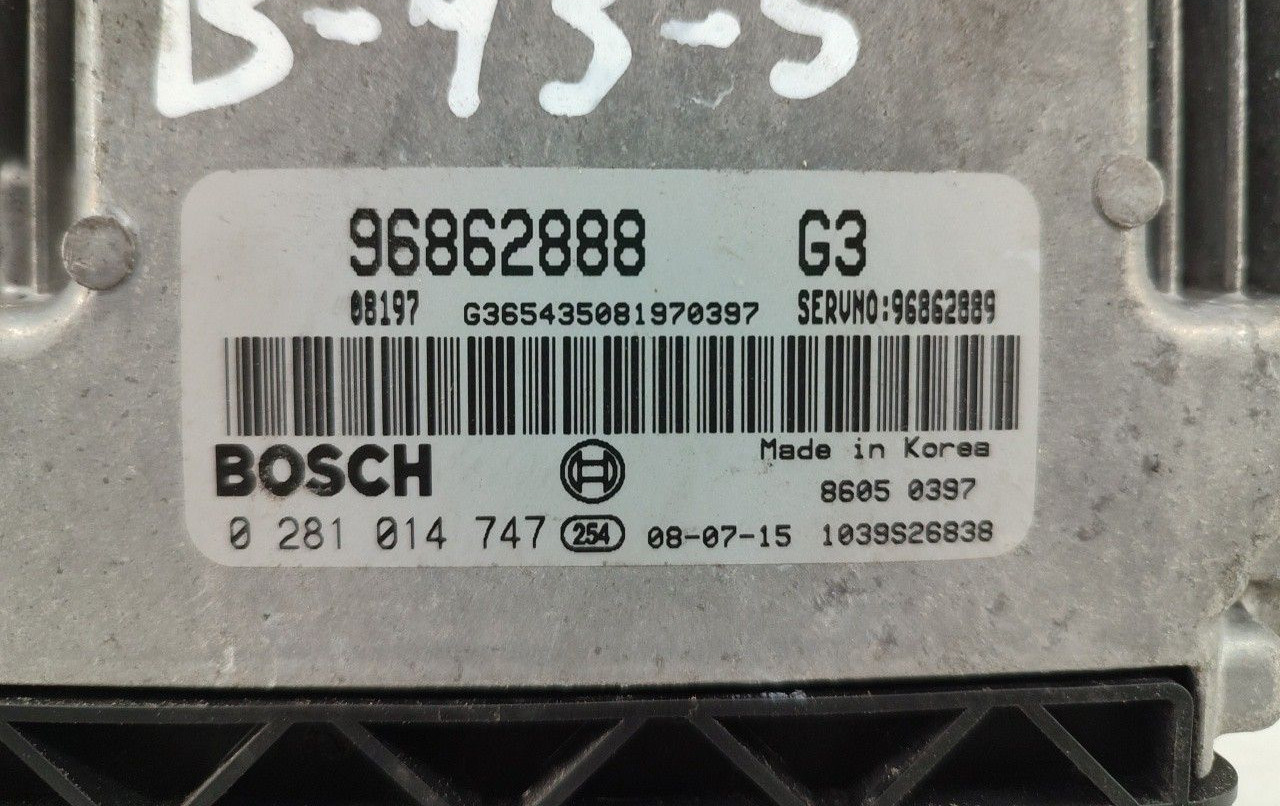 B-93-5
96862888 G3
08197 G365435081970397 SERVNO:96862889
BOSCH Made in Korea
8605 0397
0 281 014 747 254 08-07-15 1039S26838